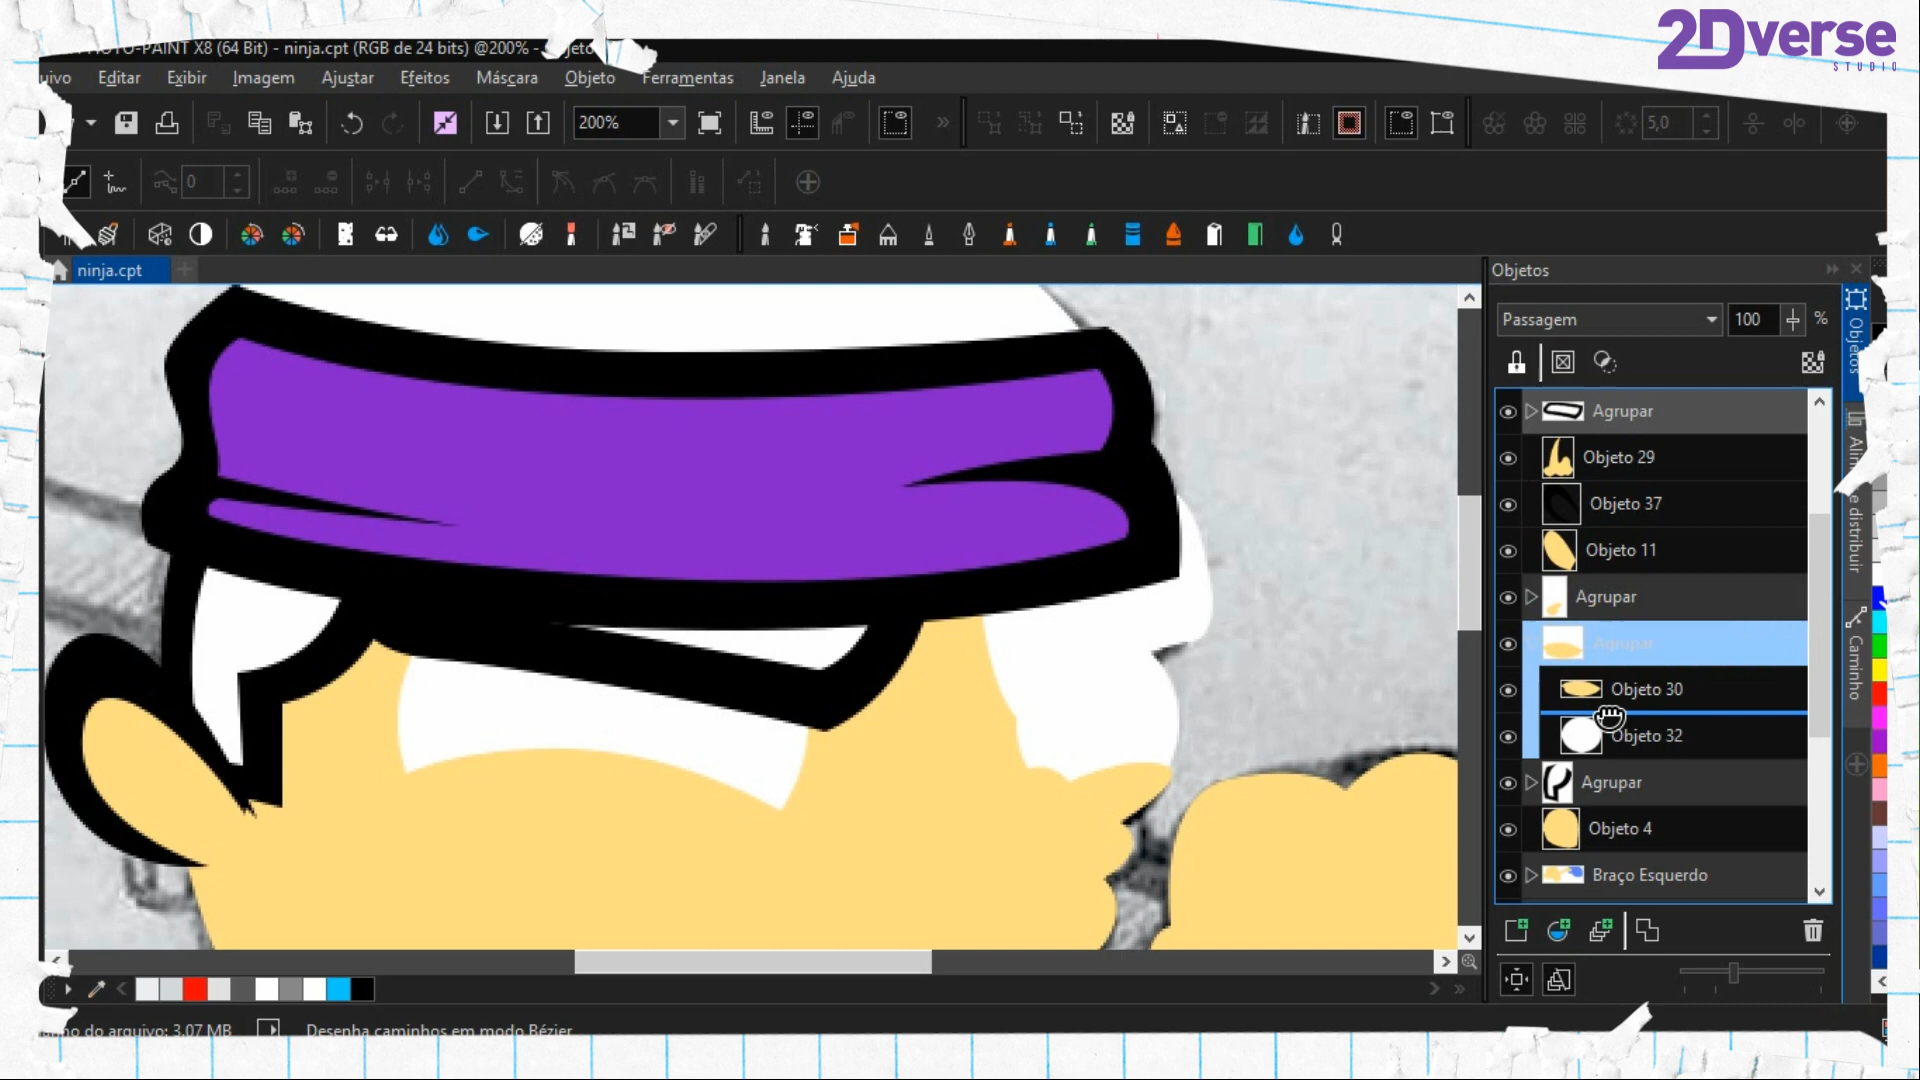 2Dverse
STUDIO
PHOTO-PAINT X8 (64 Bit) - ninja.cpt (RGB de 24 bits) @200% -
uivo Editar Exibir Imagem Ajustar Efeitos Máscara Objeto Ferramentas Janela Ajuda
200% 5,0
0
ninja.cpt
Objetos
Passagem 100 %
Objetos
Agrupar
Objeto 29
Objeto 37
Objeto 11
e distribuir
Agrupar
Caminho
Agrupar
Objeto 30
Objeto 32
Agrupar
Objeto 4
Braço Esquerdo
do arquivo: 3,07 MB Desenha caminhos em modo Bézier